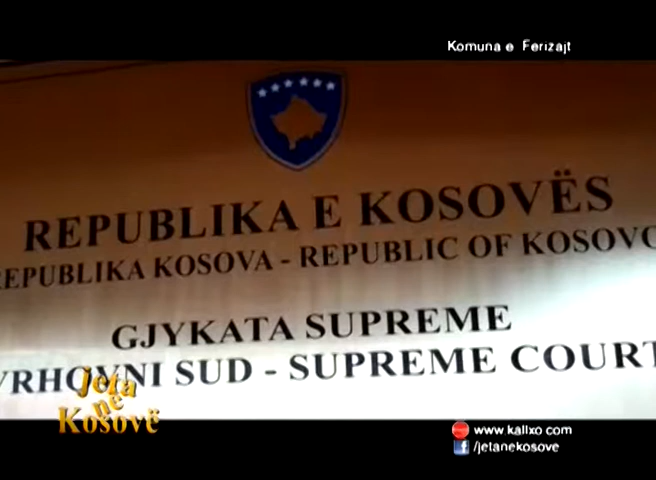 Komuna e Ferizajt
REPUBLIKA E KOSOVËS
REPUBLIKA KOSOVA - REPUBLIC OF KOSOVO
GJYKATA SUPREME
VRHOVNI SUD - SUPREME COURT
Jeta
në
Kosovë
www.kallxo.com
/jetanekosove